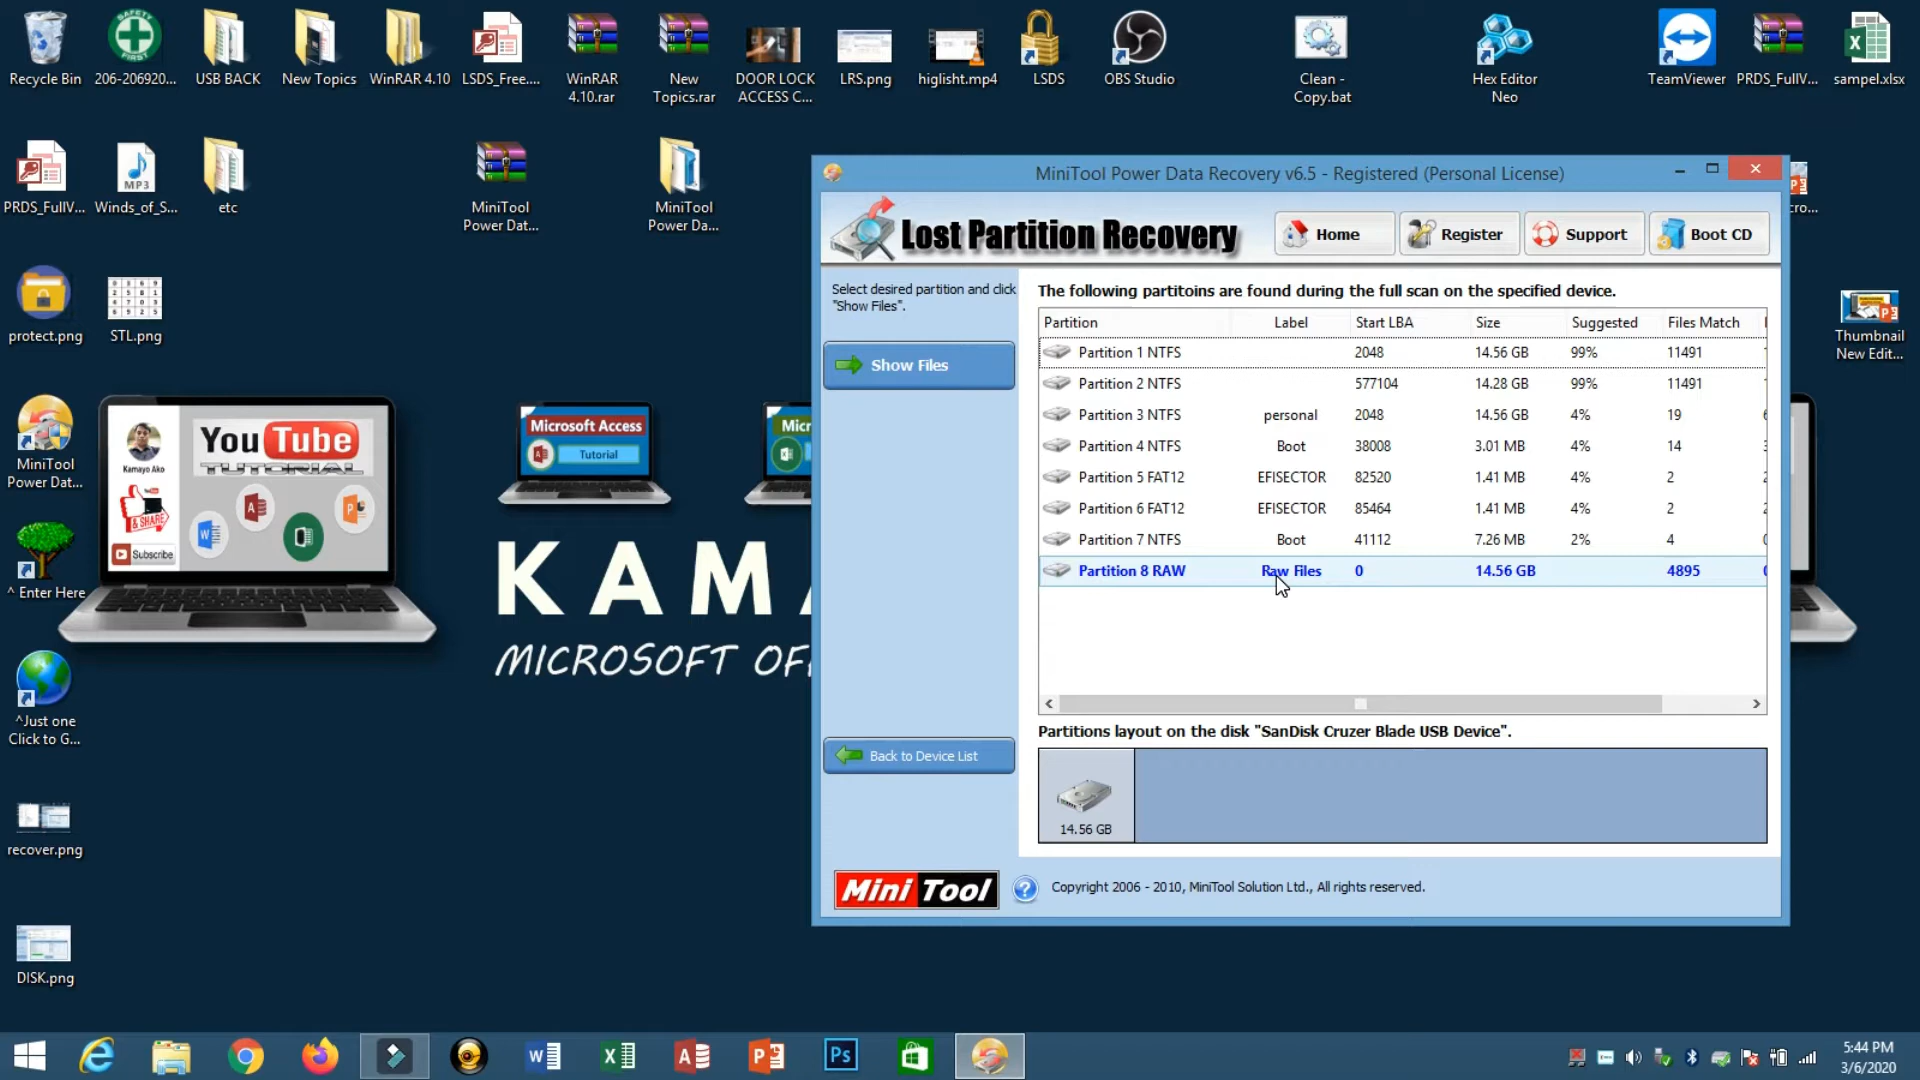 Recycle Bin
206-206920...
USB BACK
New Topics
WinRAR 4.10
LSDS_Free....
WinRAR
4.10.rar
New
Topics.rar
DOOR LOCK
ACCESS C...
LRS.png
higlisht.mp4
LSDS
OBS Studio
Clean -
Copy.bat
Hex Editor
Neo
TeamViewer
PRDS_FullV...
sampel.xlsx
PRDS_FullV...
Winds_of_S...
etc
MiniTool
Power Dat...
MiniTool
Power Da...
protect.png
STL.png
MiniTool
Power Dat...
^ Enter Here
^Just one
Click to G...
recover.png
DISK.png
Thumbnail
New Edit...
Kamayo Ako
YouTube
TUTORIAL
& SHARE
Subscribe
Microsoft Access
Tutorial
Micr
KAMA
MICROSOFT OF
MiniTool Power Data Recovery v6.5 - Registered (Personal License)
Lost Partition Recovery
Home
Register
Support
Boot CD
Select desired partition and click
"Show Files".
Show Files
Back to Device List
The following partitoins are found during the full scan on the specified device.
Partition Label Start LBA Size Suggested Files Match
Partition 1 NTFS 2048 14.56 GB 99% 11491
Partition 2 NTFS 577104 14.28 GB 99% 11491
Partition 3 NTFS personal 2048 14.56 GB 4% 19
Partition 4 NTFS Boot 38008 3.01 MB 4% 14
Partition 5 FAT12 EFISECTOR 82520 1.41 MB 4% 2
Partition 6 FAT12 EFISECTOR 85464 1.41 MB 4% 2
Partition 7 NTFS Boot 41112 7.26 MB 2% 4
Partition 8 RAW Raw Files 0 14.56 GB 4895
Partitions layout on the disk "SanDisk Cruzer Blade USB Device".
14.56 GB
Mini Tool
Copyright 2006 - 2010, MiniTool Solution Ltd., All rights reserved.
5:44 PM
3/6/2020